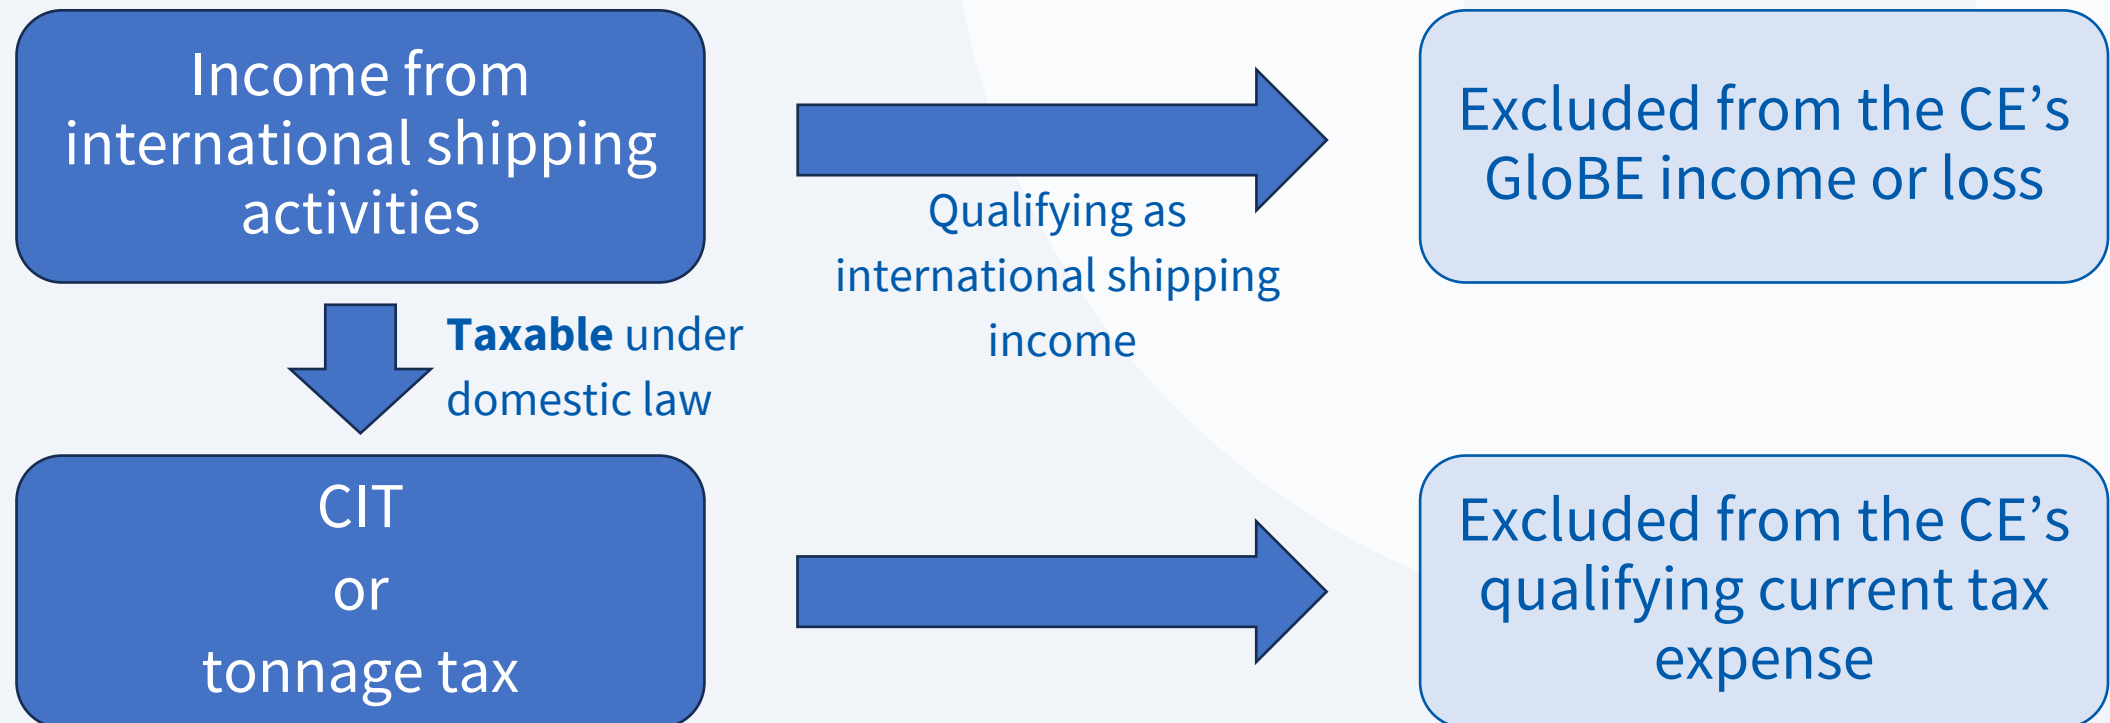 Income from
international shipping
activities
Qualifying as
international shipping
income
Excluded from the CE’s
GloBE income or loss
Taxable under
domestic law
CIT
or
tonnage tax
Excluded from the CE’s
qualifying current tax
expense